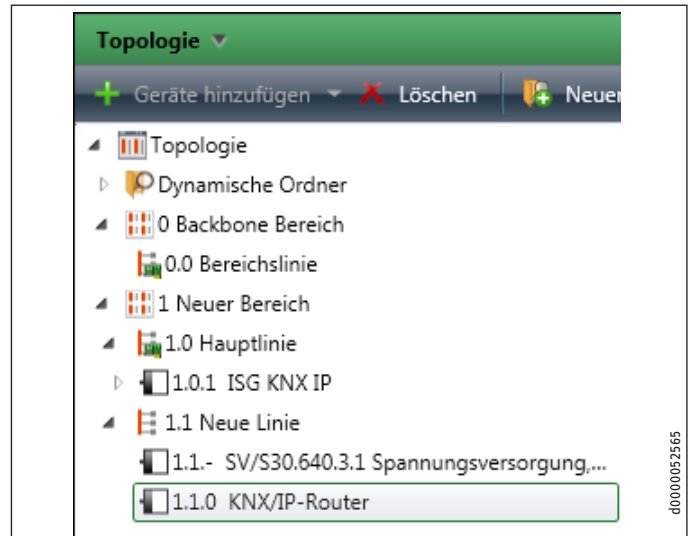 Topologie
Geräte hinzufügen Löschen Neuer
Topologie
Dynamische Ordner
0 Backbone Bereich
0.0 Bereichslinie
1 Neuer Bereich
1.0 Hauptlinie
1.0.1 ISG KNX IP
1.1 Neue Linie
1.1.- SV/S30.640.3.1 Spannungsversorgung,...
1.1.0 KNX/IP-Router
d0000052565